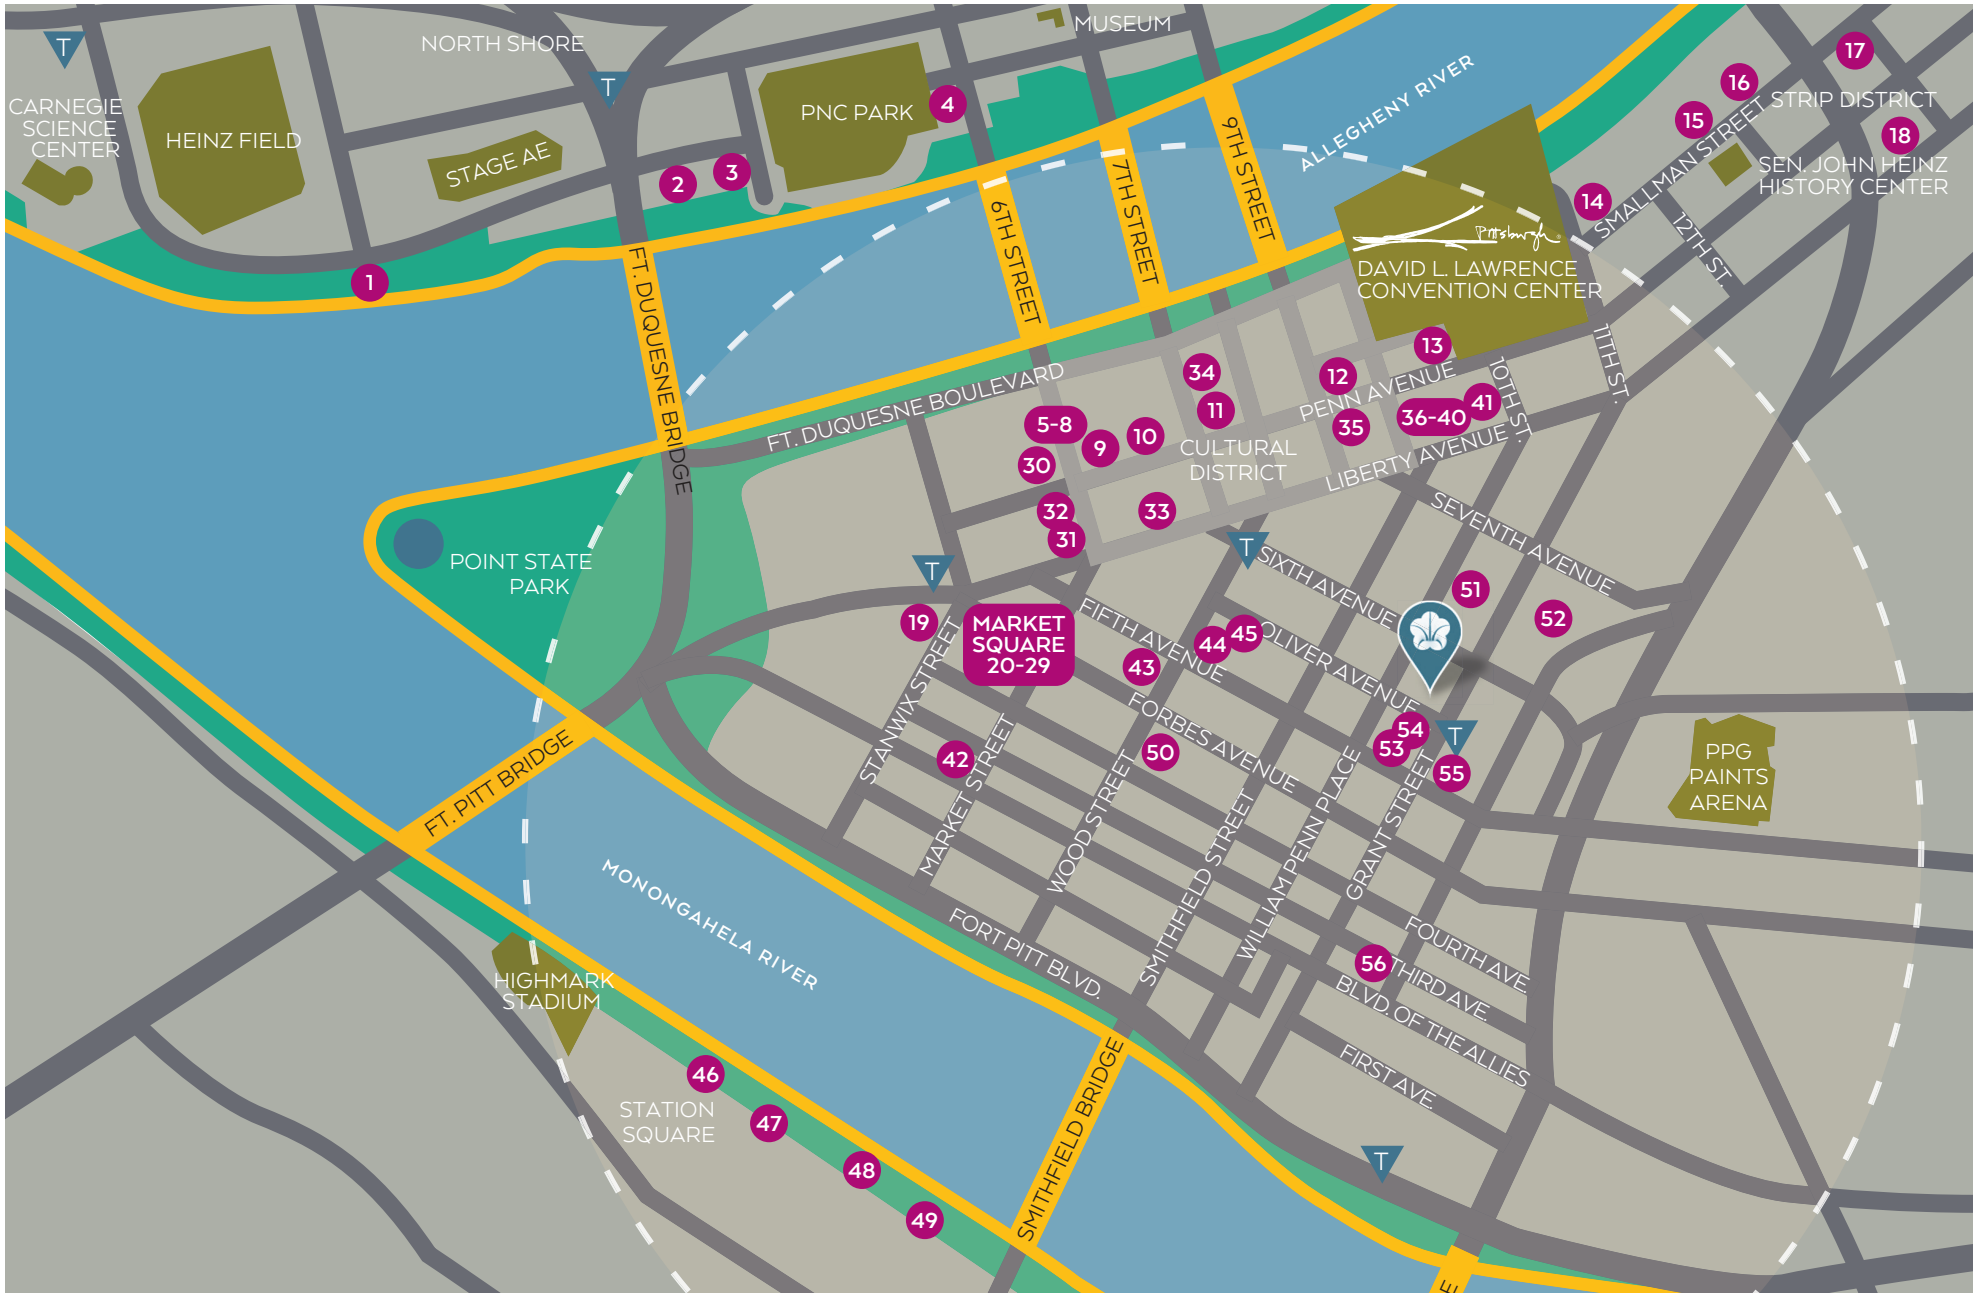 MUSEUM
NORTH SHORE
T
T
17
16
15
STRIP DISTRICT
18
CARNEGIE
SCIENCE
CENTER
HEINZ FIELD
STAGE AE
PNC PARK
4
2
3
ALLEGHENY RIVER
9TH STREET
7TH STREET
6TH STREET
SMALLMAN STREET
SEN. JOHN HEINZ
HISTORY CENTER
14
12TH ST.
Pittsburgh
DAVID L. LAWRENCE
CONVENTION CENTER
1
FT. DUQUESNE BRIDGE
13
11TH ST.
10TH ST.
34
12
PENN AVENUE
FT. DUQUESNE BOULEVARD
5-8
11
36-40
41
9
10
35
30
CULTURAL
DISTRICT
LIBERTY AVENUE
32
33
31
SEVENTH AVENUE
POINT STATE
PARK
T
T
SIXTH AVENUE
51
52
19
MARKET
SQUARE
20-29
FIFTH AVENUE
44
45
OLIVER AVENUE
43
STANWIX STREET
FORBES AVENUE
54
53
T
55
42
50
FT. PITT BRIDGE
MARKET STREET
WOOD STREET
SMITHFIELD STREET
WILLIAM PENN PLACE
GRANT STREET
PPG
PAINTS
ARENA
MONONGAHELA RIVER
FORT PITT BLVD.
FOURTH AVE.
56
THIRD AVE.
BLVD. OF THE ALLIES
FIRST AVE.
HIGHMARK
STADIUM
46
STATION
SQUARE
47
48
49
SMITHFIELD BRIDGE
T
E